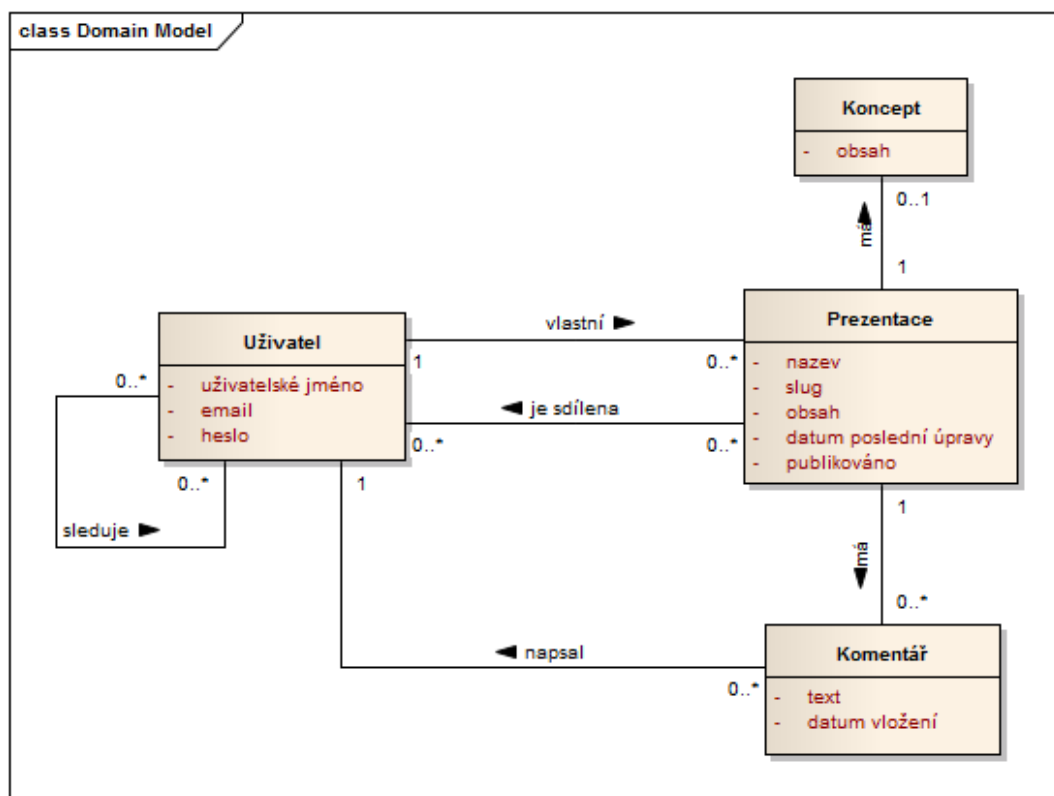 class Domain Model
Koncept
- obsah
0..1
má
1
Prezentace
- nazev
- slug
- obsah
- datum poslední úpravy
- publikováno
vlastní
1
0..*
je sdílena
0..*
0..*
Uživatel
- uživatelské jméno
- email
- heslo
0..*
0..*
sleduje
1
napsal
0..*
1
má
0..*
Komentář
- text
- datum vložení